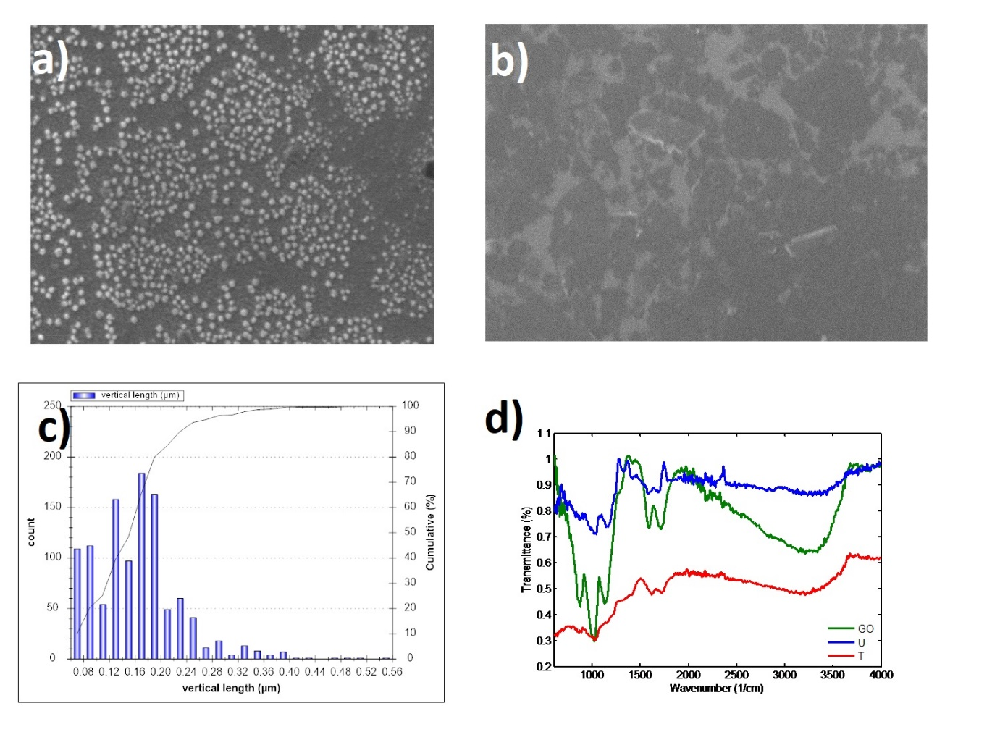 a)
b)
c)
vertical length (µm)
250
200
150
100
50
0
count
100
90
80
70
60
50
40
30
20
10
0
Cumulative (%)
0.08 0.12 0.16 0.20 0.24 0.28 0.32 0.36 0.40 0.44 0.48 0.52 0.56
vertical length (µm)
d)
1.1
1
0.9
0.8
0.7
0.6
0.5
0.4
0.3
0.2
Transmittance (%)
GO
U
T
1000 1500 2000 2500 3000 3500 4000
Wavenumber (1/cm)